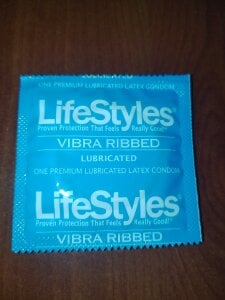 LUBRICATED
ONE PREMIUM LUBRICATED LATEX CONDOM
LifeStyles®
Proven Protection That Feels Really Good!®
VIBRA RIBBED
LUBRICATED
ONE PREMIUM LUBRICATED LATEX CONDOM
LifeStyles®
Proven Protection That Feels Really Good!®
VIBRA RIBBED